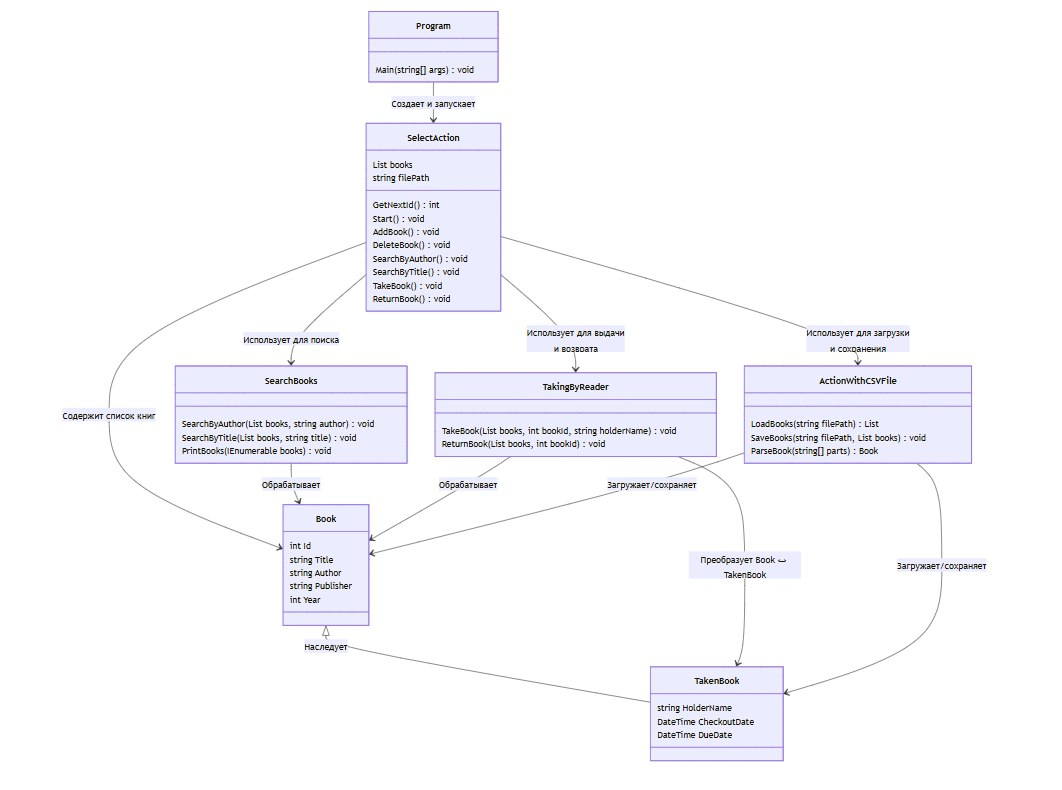 Program
Main(string[] args) : void
Создает и запускает
SelectAction
List books
string filePath
GetNextId() : int
Start() : void
AddBook() : void
DeleteBook() : void
SearchByAuthor() : void
SearchByTitle() : void
TakeBook() : void
ReturnBook() : void
Использует для поиска
Использует для выдачи
и возврата
Использует для загрузки
и сохранения
Содержит список книг
SearchBooks
SearchByAuthor(List books, string author) : void
SearchByTitle(List books, string title) : void
PrintBooks(IEnumerable books) : void
TakingByReader
TakeBook(List books, int bookId, string holderName) : void
ReturnBook(List books, int bookId) : void
ActionWithCSVFile
LoadBooks(string filePath) : List
SaveBooks(string filePath, List books) : void
ParseBook(string[] parts) : Book
Обрабатывает
Обрабатывает
Загружает/сохраняет
Book
int Id
string Title
string Author
string Publisher
int Year
Преобразует Book ↔
TakenBook
Загружает/сохраняет
Наследует
TakenBook
string HolderName
DateTime CheckoutDate
DateTime DueDate